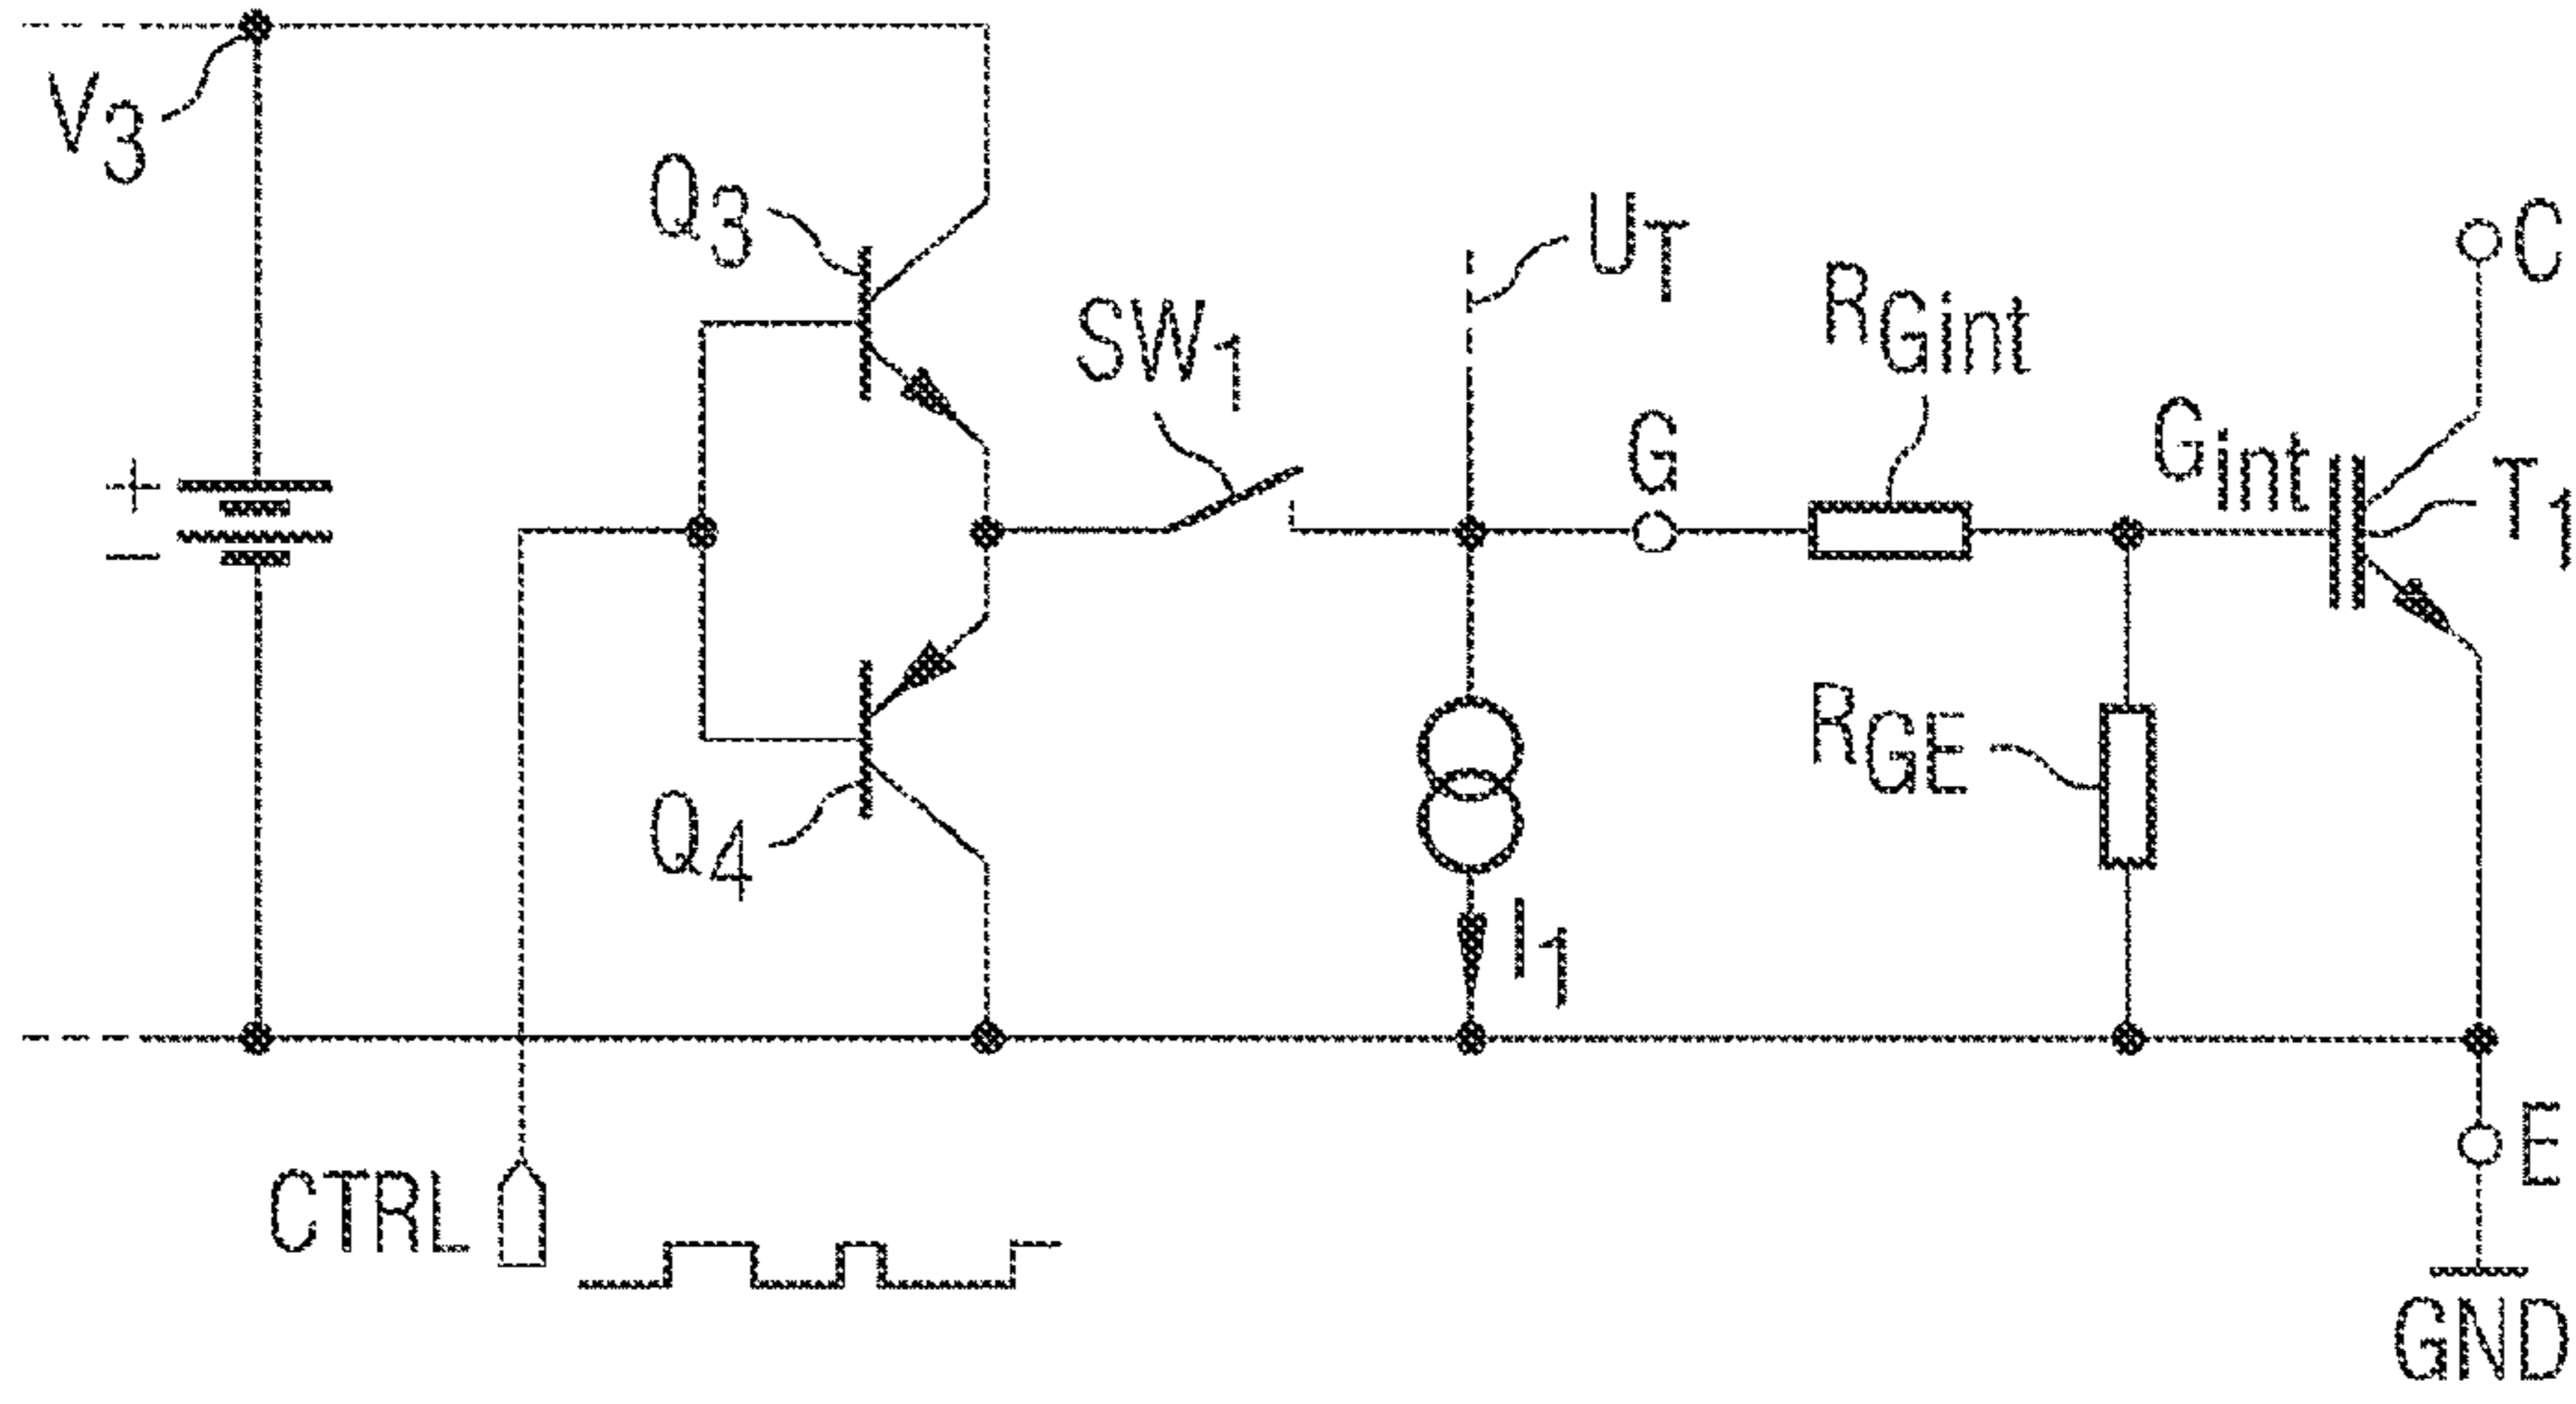 V3
Q3
SW1
UT
RGint
C
G
Gint
T1
+
−
Q4
RGE
I1
CTRL
E
GND